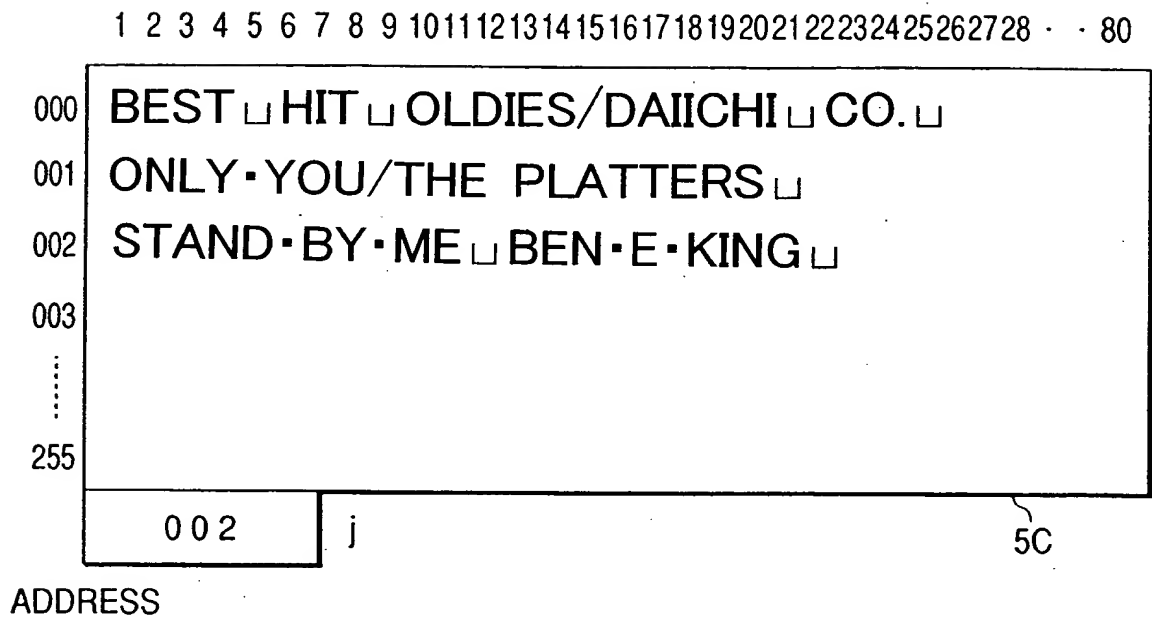 1 2 3 4 5 6 7 8 9 10 11 12 13 14 15 16 17 18 19 20 21 22 23 24 25 26 27 28 · · 80
000 BEST␣HIT␣OLDIES/DAIICHI␣CO.␣
001 ONLY▪YOU/THE PLATTERS␣
002 STAND▪BY▪ME␣BEN▪E▪KING␣
003
255
002 j
5C
ADDRESS